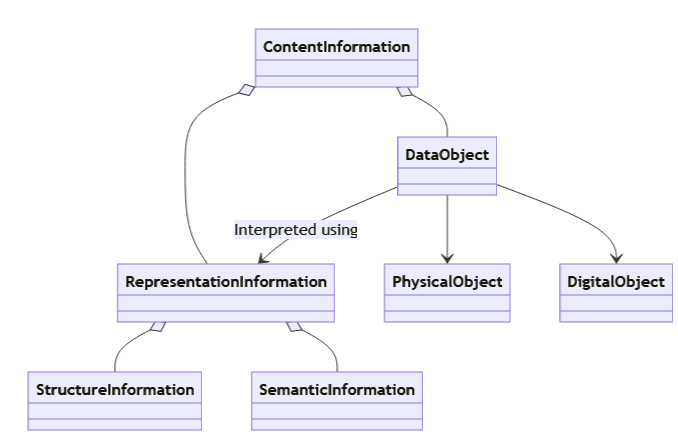 ContentInformation
DataObject
Interpreted using
RepresentationInformation
PhysicalObject
DigitalObject
StructureInformation
SemanticInformation